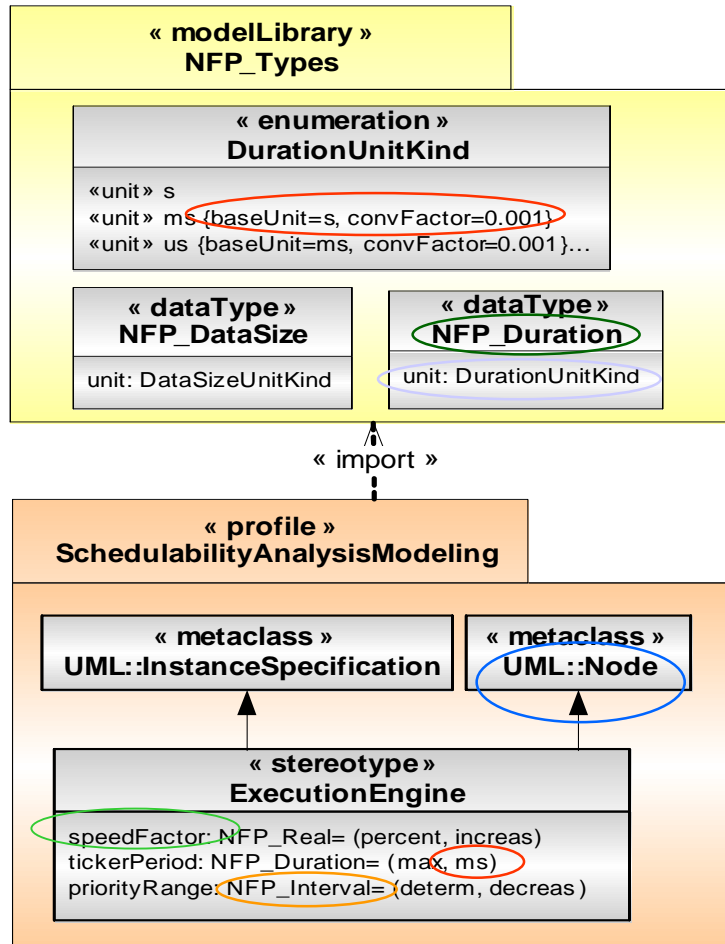 « modelLibrary »
NFP_Types
« enumeration »
DurationUnitKind
«unit» s
«unit» ms {baseUnit=s, convFactor=0.001}
«unit» us {baseUnit=ms, convFactor=0.001}...
« dataType »
NFP_DataSize
unit: DataSizeUnitKind
« dataType »
NFP_Duration
unit: DurationUnitKind
« import »
« profile »
SchedulabilityAnalysisModeling
« metaclass »
UML::InstanceSpecification
« metaclass »
UML::Node
« stereotype »
ExecutionEngine
speedFactor: NFP_Real= (percent, increas)
tickerPeriod: NFP_Duration= (max, ms)
priorityRange: NFP_Interval= (determ, decreas)